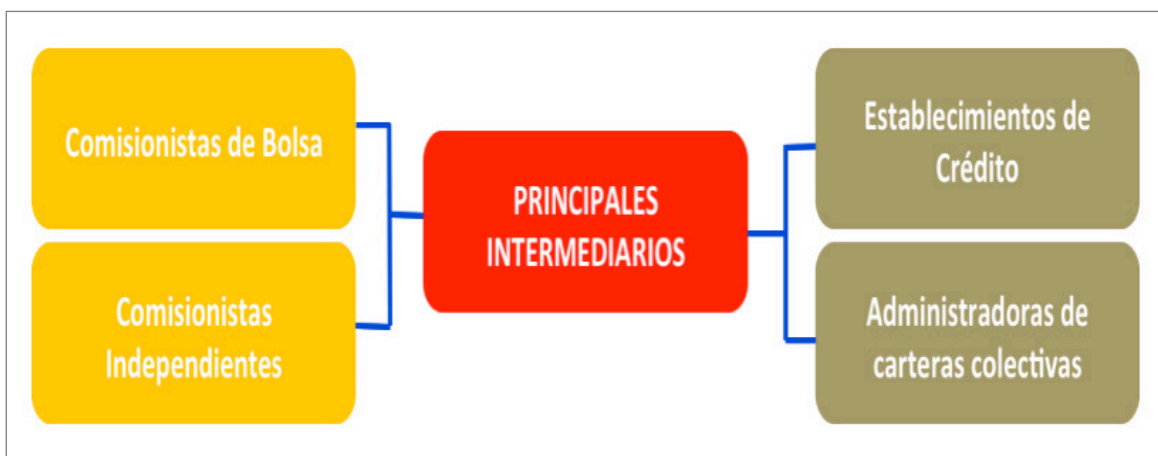 Comisionistas de Bolsa
Comisionistas
Independientes
PRINCIPALES
INTERMEDIARIOS
Establecimientos de
Crédito
Administradoras de
carteras colectivas